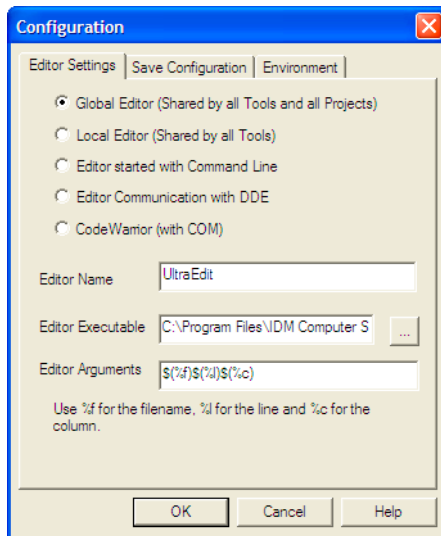 Configuration
Editor Settings
Save Configuration
Environment
Global Editor (Shared by all Tools and all Projects)
Local Editor (Shared by all Tools)
Editor started with Command Line
Editor Communication with DDE
CodeWarrior (with COM)
Editor Name
UltraEdit
Editor Executable
C:\Program Files\IDM Computer S
...
Editor Arguments
$(%f)$(%l)$(%c)
Use %f for the filename, %l for the line and %c for the
column.
OK
Cancel
Help